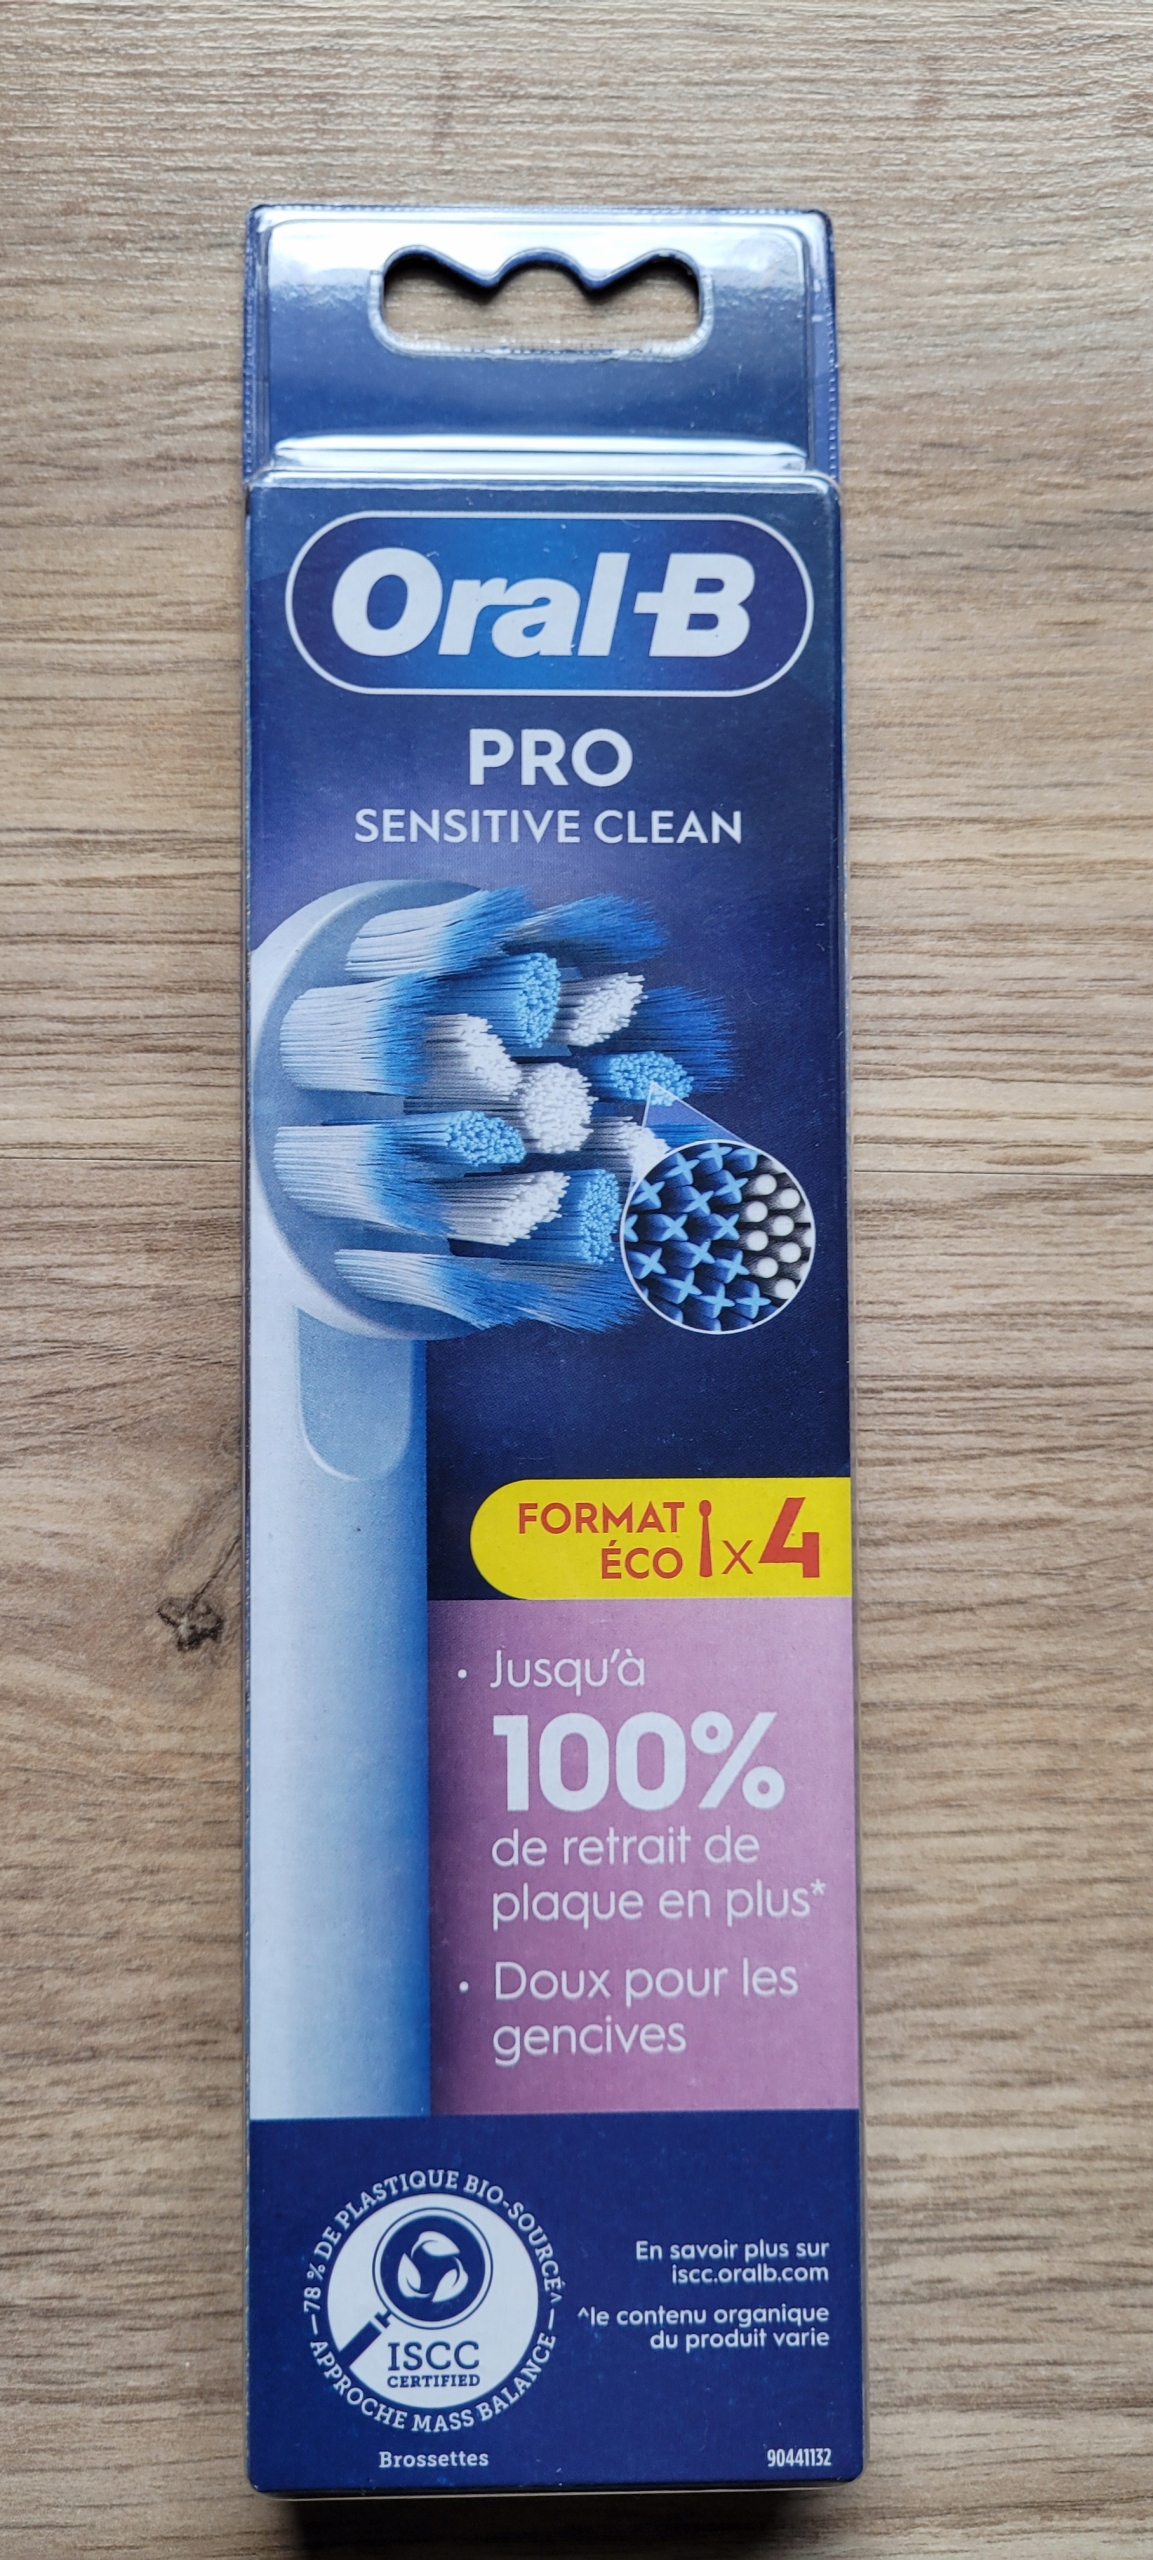 Oral-B
PRO
SENSITIVE CLEAN
FORMAT
ÉCO x4
• Jusqu'à
100%
de retrait de
plaque en plus*
• Doux pour les
gencives
78 % DE PLASTIQUE BIO-SOURCÉ^
ISCC
CERTIFIED
APPROCHE MASS BALANCE
En savoir plus sur
iscc.oralb.com
^le contenu organique
du produit varie
Brossettes
90441132